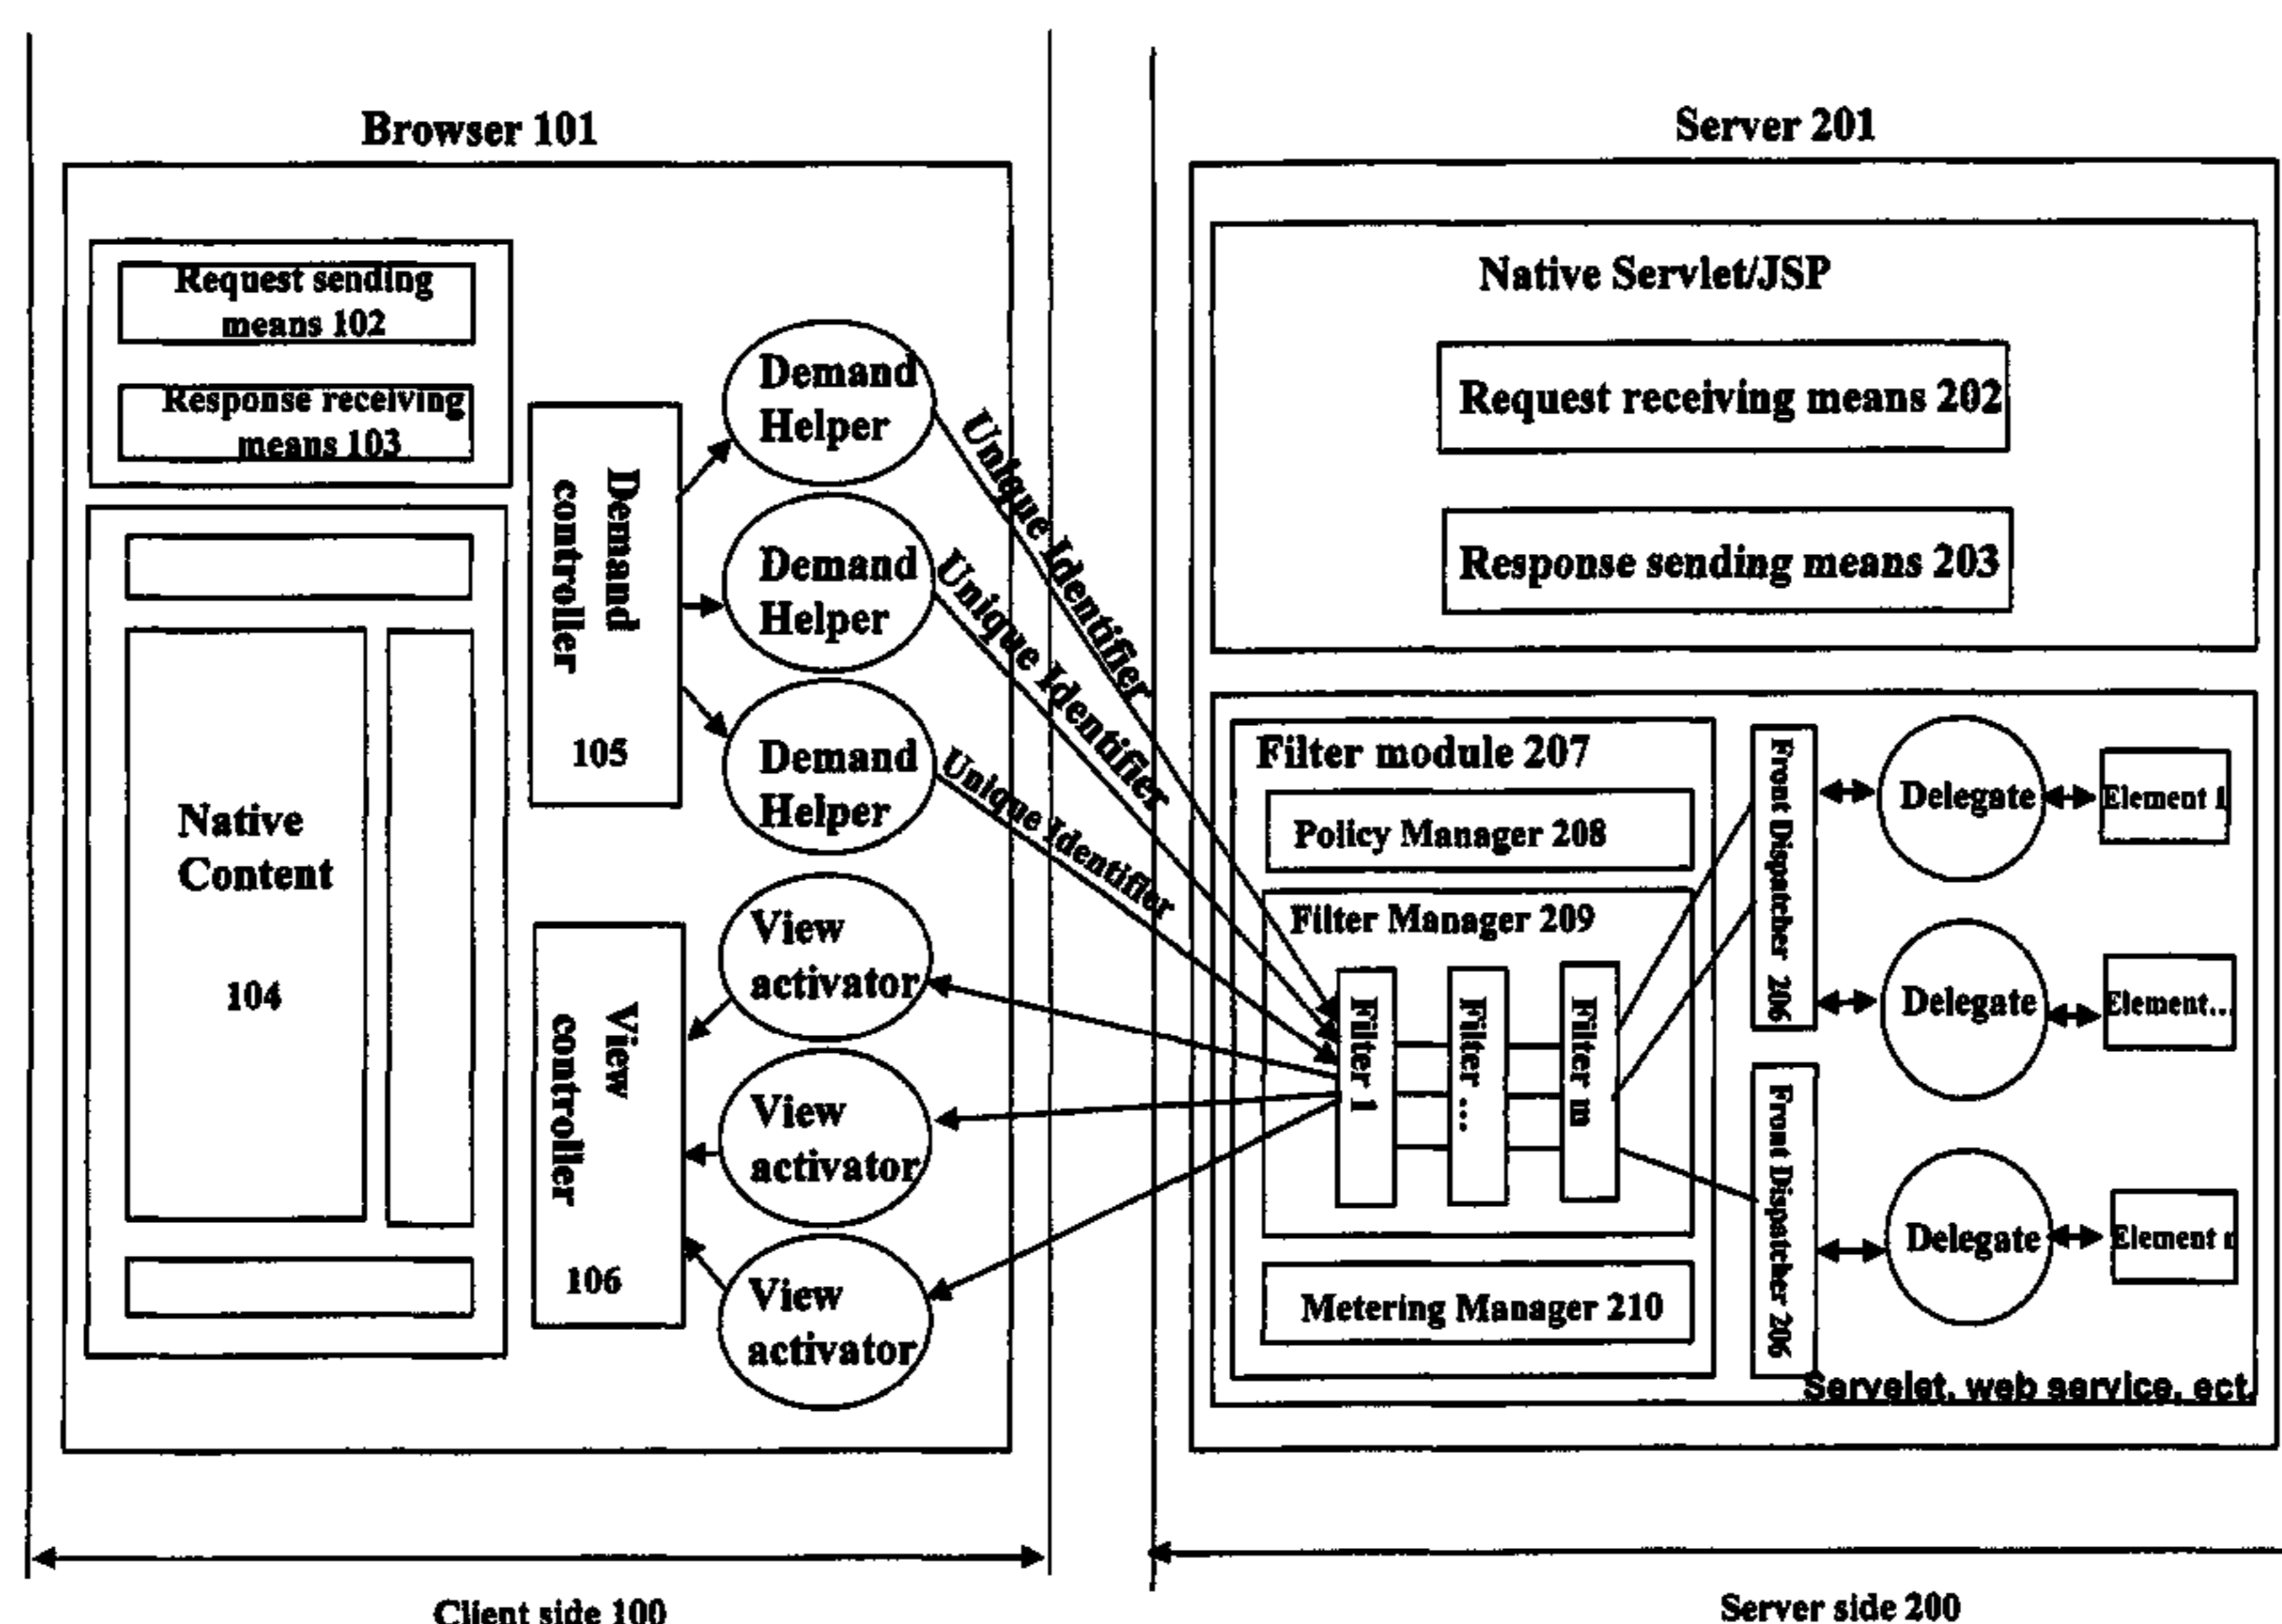 Browser 101
Request sending
means 102
Response receiving
means 103
Native
Content
104
Demand
controller
105
View
controller
106
Demand
Helper
Demand
Helper
Demand
Helper
View
activator
View
activator
View
activator
Unique Identifier
Unique Identifier
Unique Identifier
Client side 100
Server 201
Native Servlet/JSP
Request receiving means 202
Response sending means 203
Filter module 207
Policy Manager 208
Filter Manager 209
Filter 1
Filter ...
Filter m
Metering Manager 210
Front Dispatcher 206
Front Dispatcher 206
Delegate
Element 1
Delegate
Element...
Delegate
Element n
Servelet, web service, ect.
Server side 200